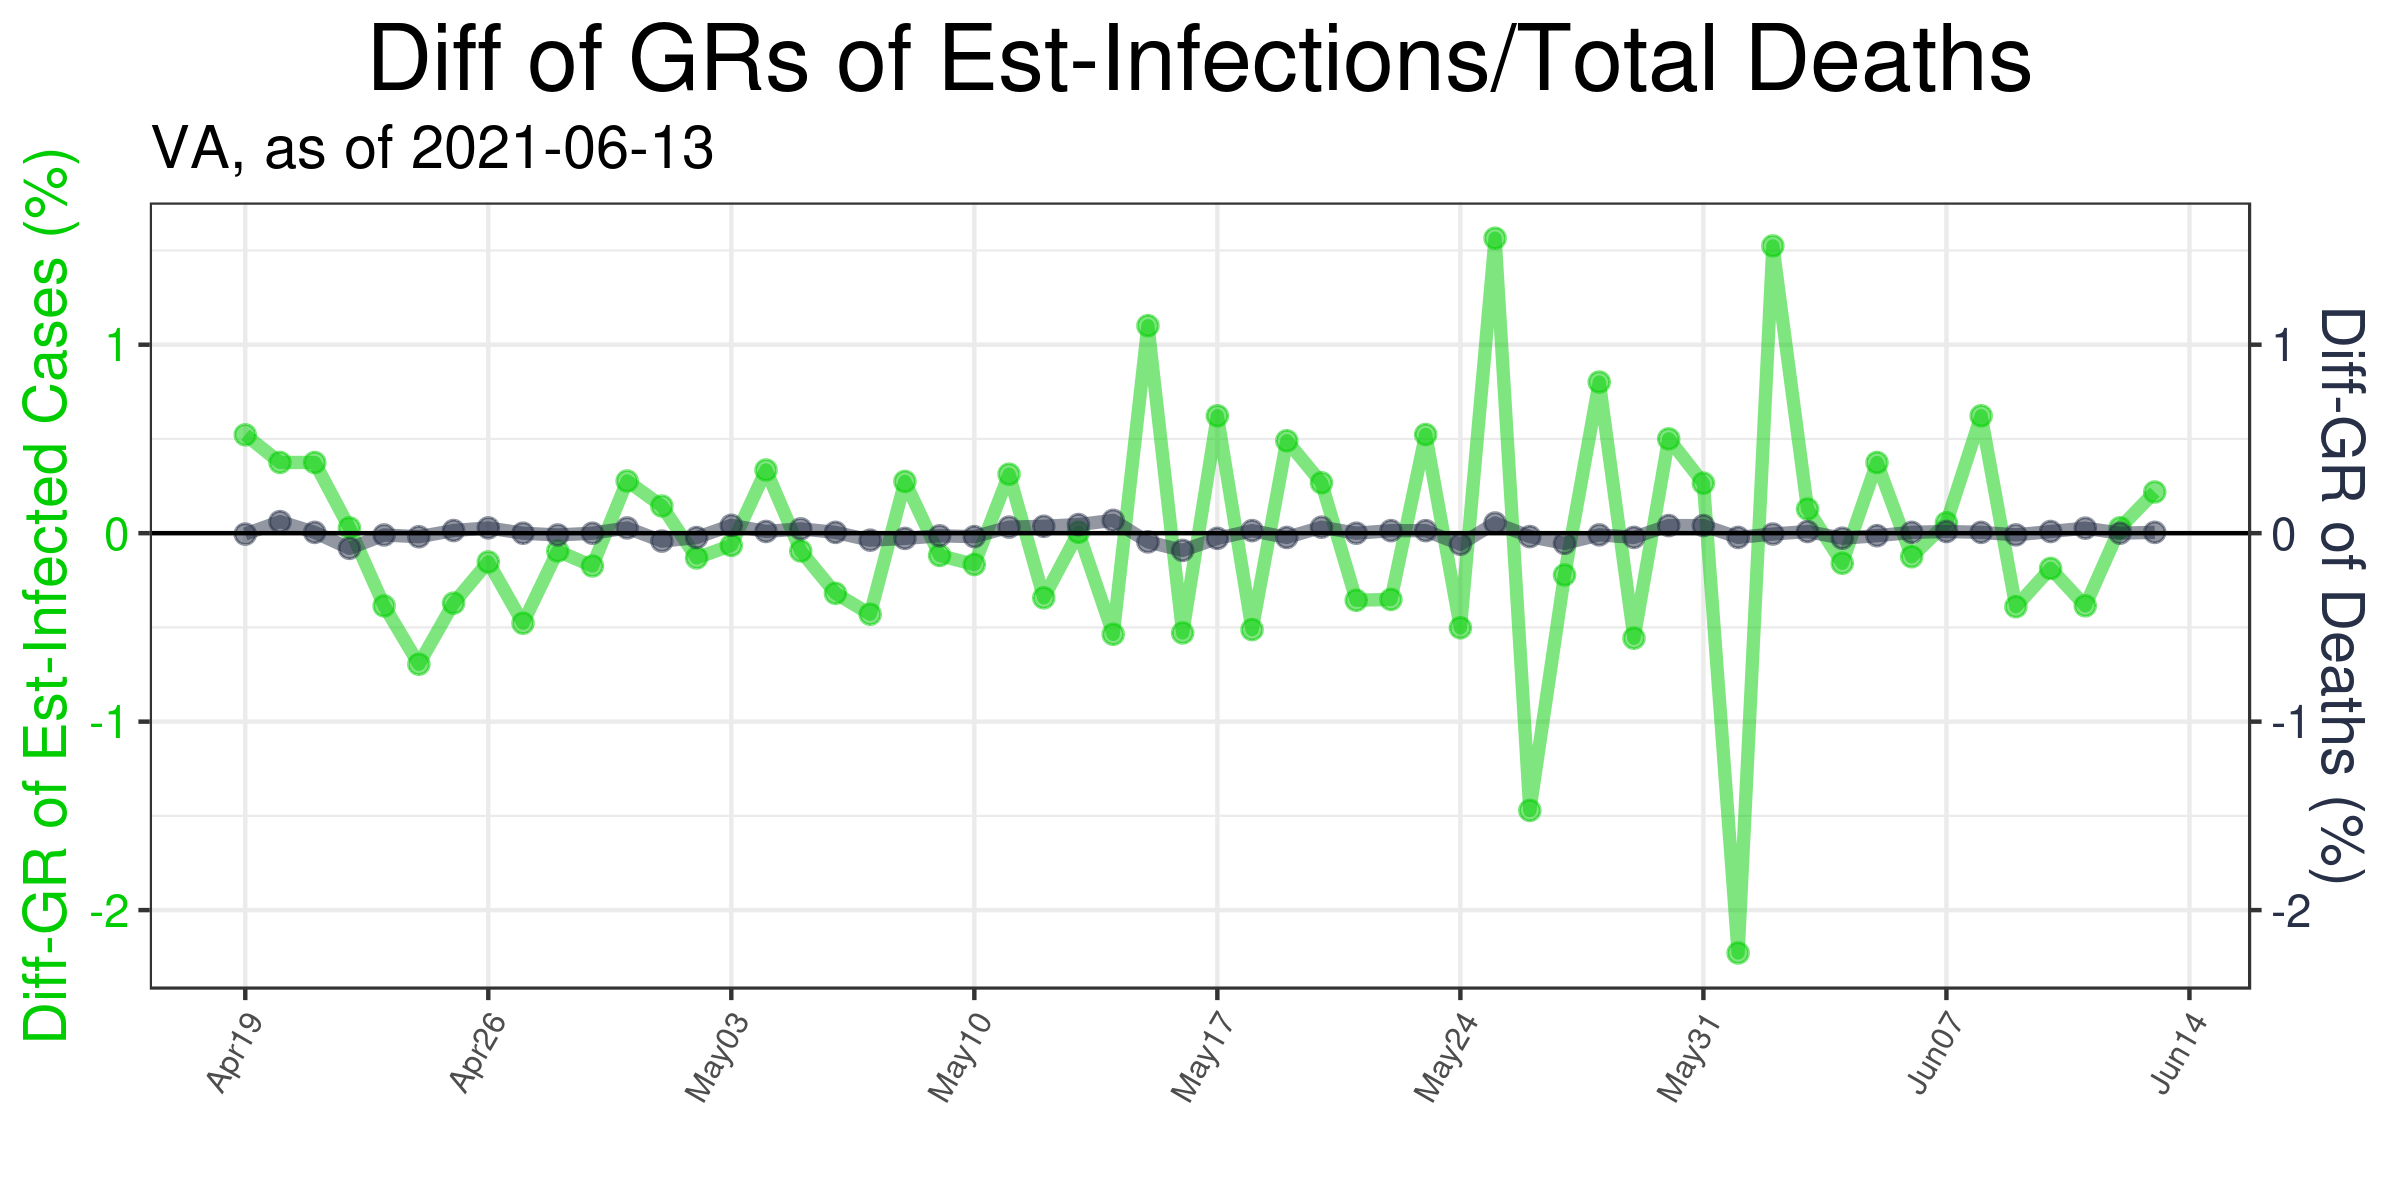 Diff of GRs of Est-Infections/Total Deaths
VA, as of 2021-06-13
Diff-GR of Est-Infected Cases (%)
1
0
-1
-2
1
0
-1
-2
Diff-GR of Deaths (%)
Apr19
Apr26
May03
May10
May17
May24
May31
Jun07
Jun14